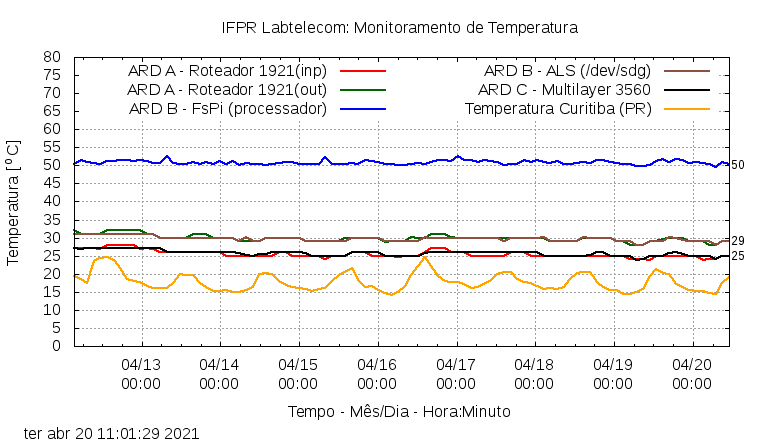 IFPR Labtelecom: Monitoramento de Temperatura
ARD A - Roteador 1921(inp)
ARD A - Roteador 1921(out)
ARD B - FsPi (processador)
ARD B - ALS (/dev/sdg)
ARD C - Multilayer 3560
Temperatura Curitiba (PR)
Temperatura [ºC]
80
75
70
65
60
55
50
45
40
35
30
25
20
15
10
5
0
50
29
25
04/13 00:00
04/14 00:00
04/15 00:00
04/16 00:00
04/17 00:00
04/18 00:00
04/19 00:00
04/20 00:00
Tempo - Mês/Dia - Hora:Minuto
ter abr 20 11:01:29 2021